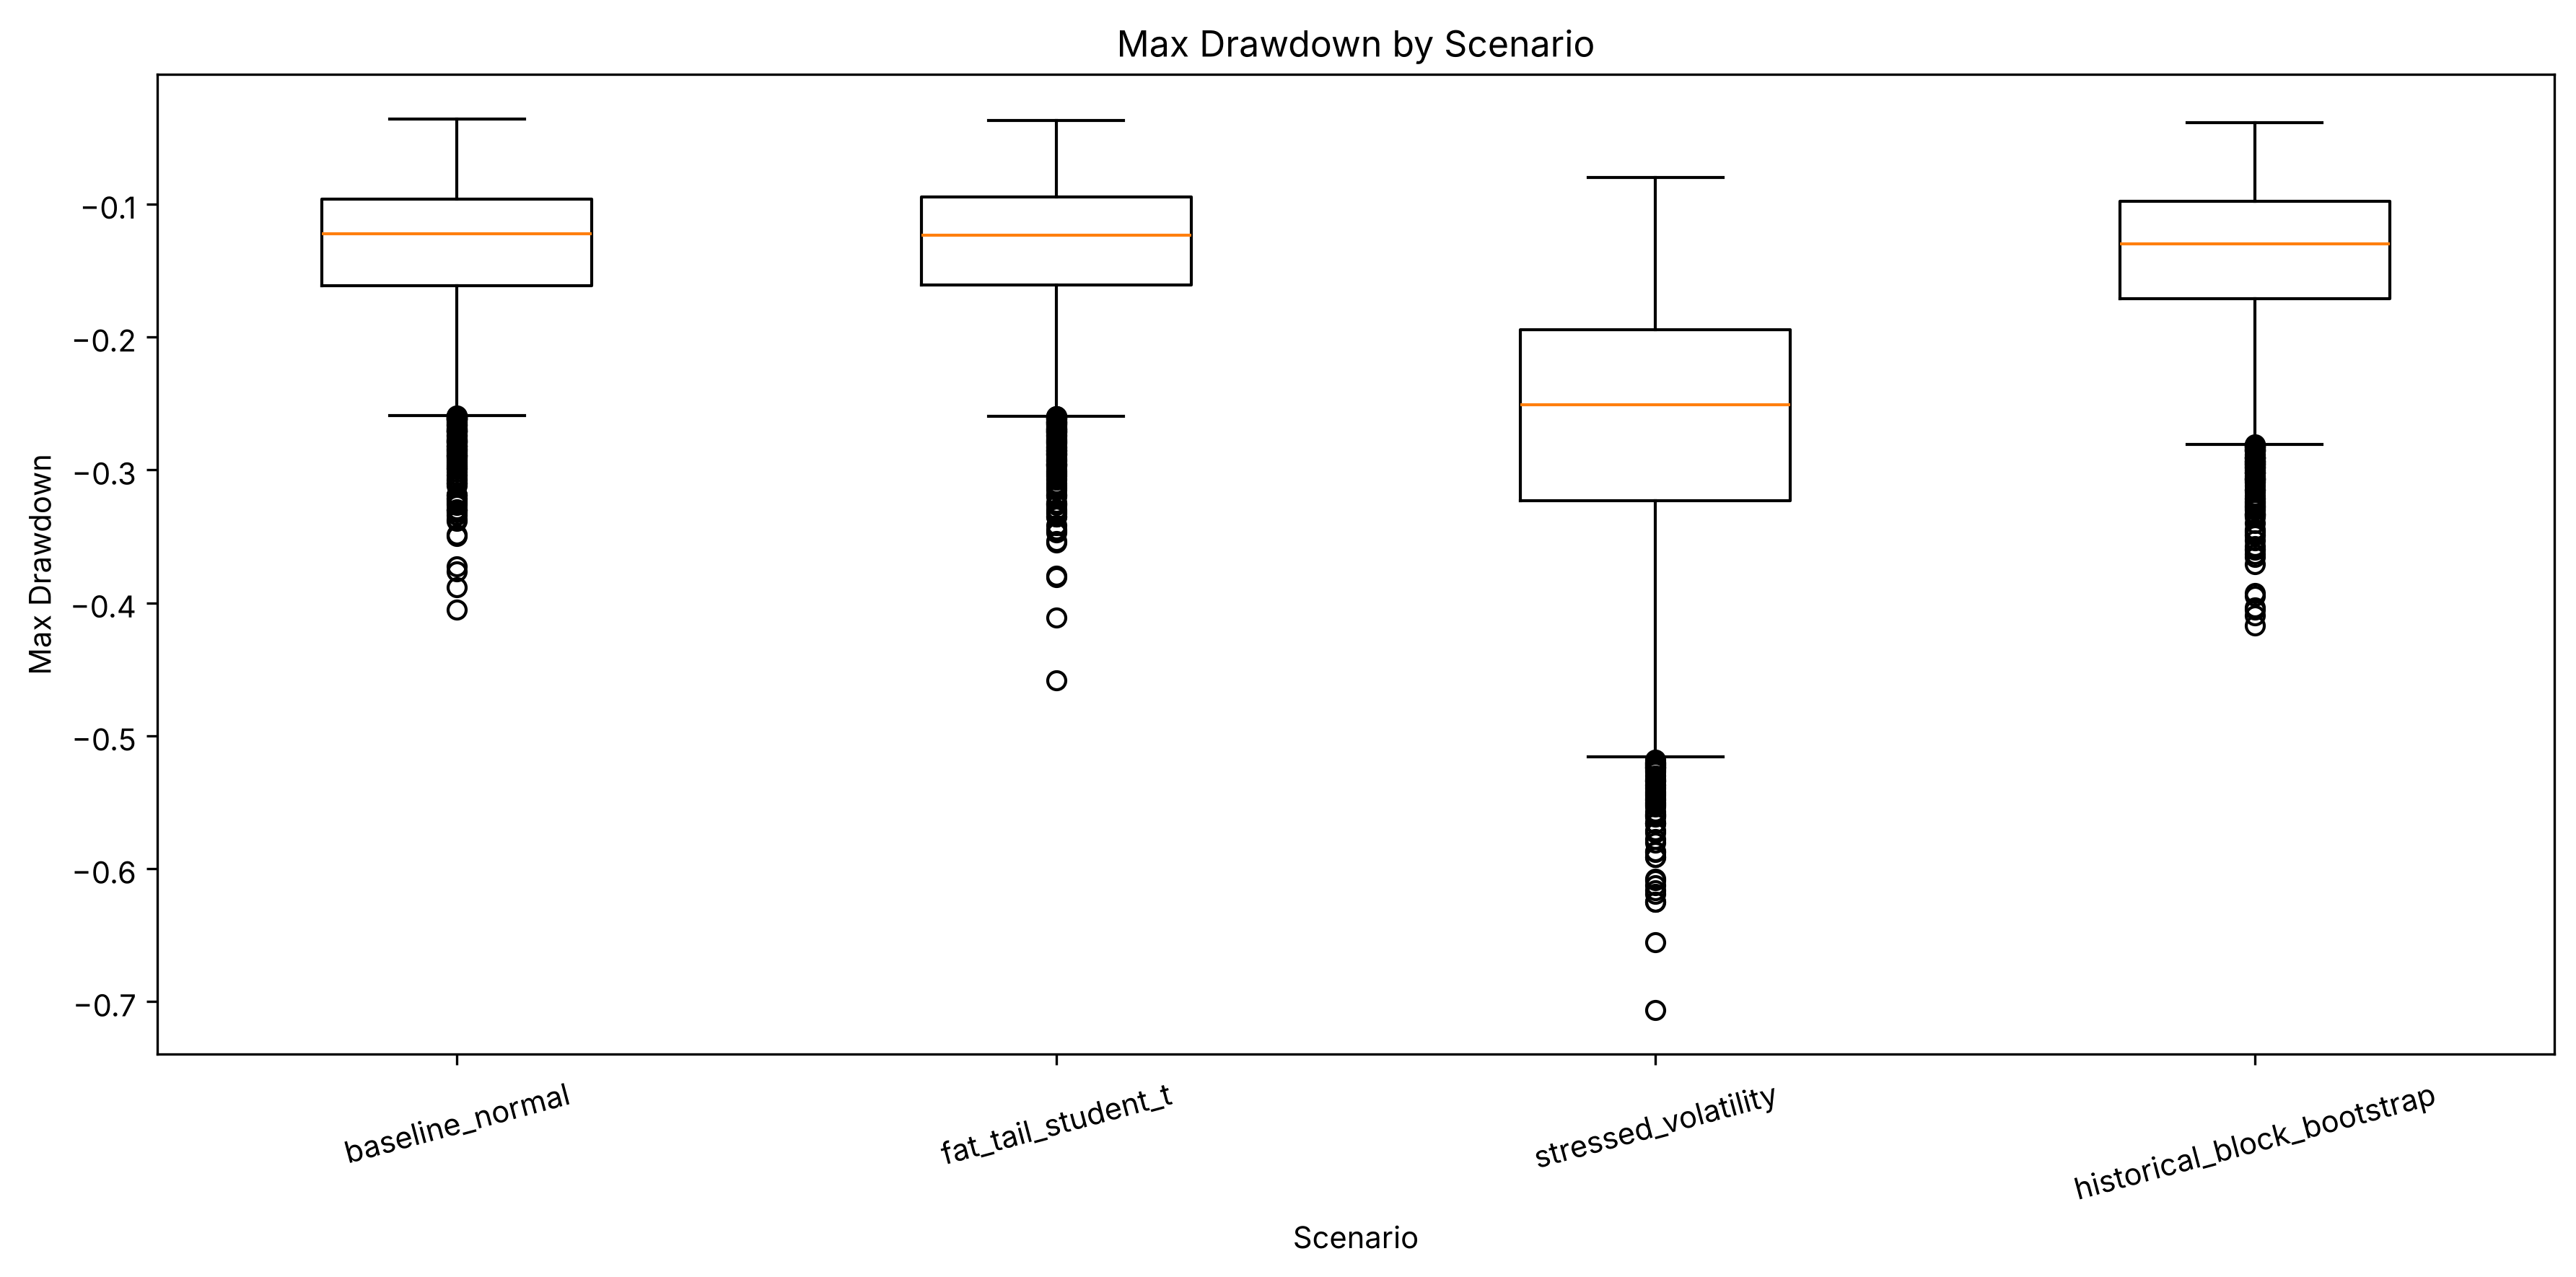 Max Drawdown by Scenario
Max Drawdown
−0.1
−0.2
−0.3
−0.4
−0.5
−0.6
−0.7
baseline_normal
fat_tail_student_t
stressed_volatility
historical_block_bootstrap
Scenario